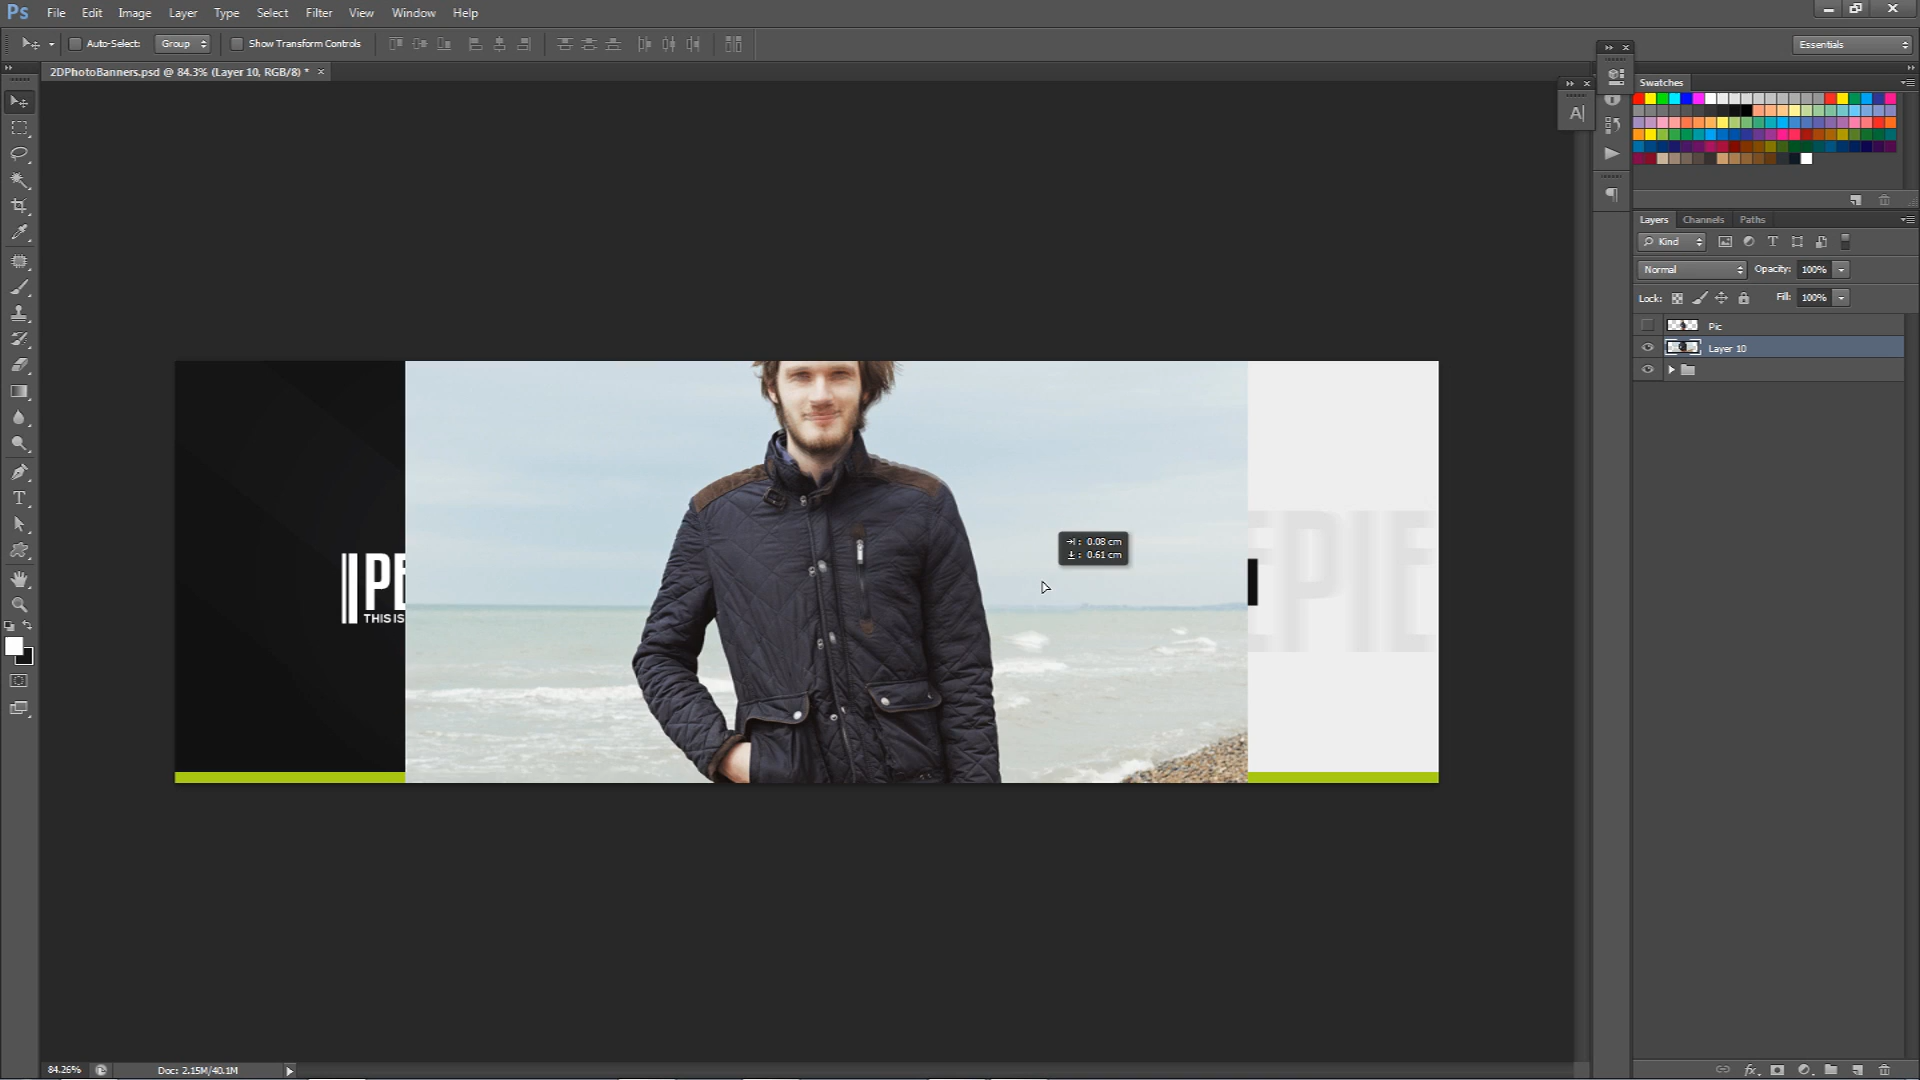 Ps File Edit Image Layer Type Select Filter View Window Help
Auto-Select: Group Show Transform Controls Essentials
2DPhotoBanners.psd @ 84.3% (Layer 10, RGB/8) * ×
Swatches
A|
Layers Channels Paths
Kind
Normal Opacity: 100%
Lock: Fill: 100%
Pic
Layer 10
0.08 cm
0.61 cm
PE
THIS IS
EPIE
84.26% Doc: 2.15M/40.1M